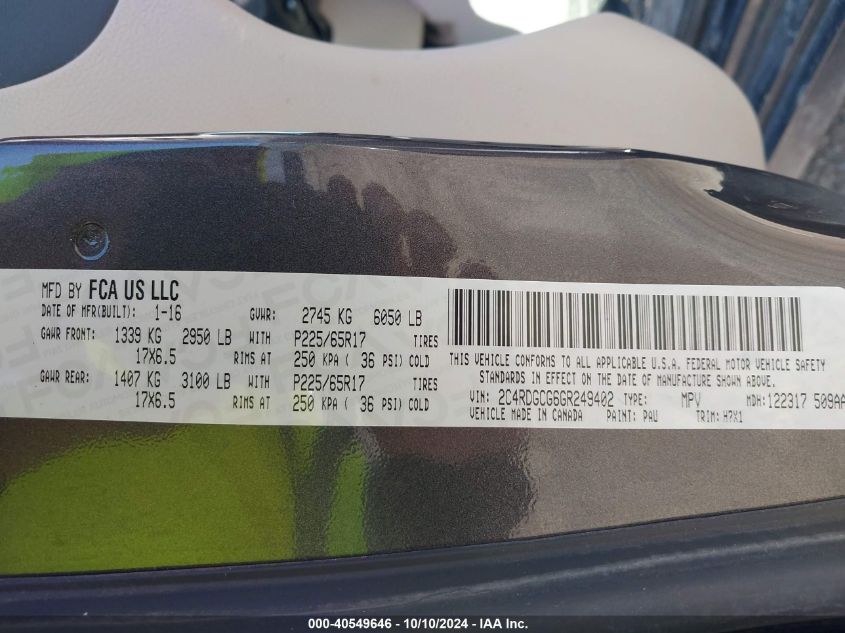 MFD BY FCA US LLC
DATE OF MFR(BUILT): 1-16 GVWR: 2745 KG 6050 LB
GAWR FRONT: 1339 KG 2950 LB WITH P225/65R17 TIRES
17X6.5 RIMS AT 250 KPA ( 36 PSI) COLD
GAWR REAR: 1407 KG 3100 LB WITH P225/65R17 TIRES
17X6.5 RIMS AT 250 KPA ( 36 PSI) COLD
THIS VEHICLE CONFORMS TO ALL APPLICABLE U.S.A. FEDERAL MOTOR VEHICLE SAFETY
STANDARDS IN EFFECT ON THE DATE OF MANUFACTURE SHOWN ABOVE.
VIN: 2C4RDGCG6GR249402 TYPE: MPV MDH:122317 509AA
VEHICLE MADE IN CANADA PAINT: PAU TRIM: H7X1
000-40549646 - 10/10/2024 - IAA Inc.